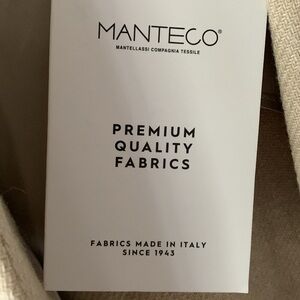 MANTECO®
MANTELLASSI COMPAGNIA TESSILE
PREMIUM
QUALITY
FABRICS
FABRICS MADE IN ITALY
SINCE 1943